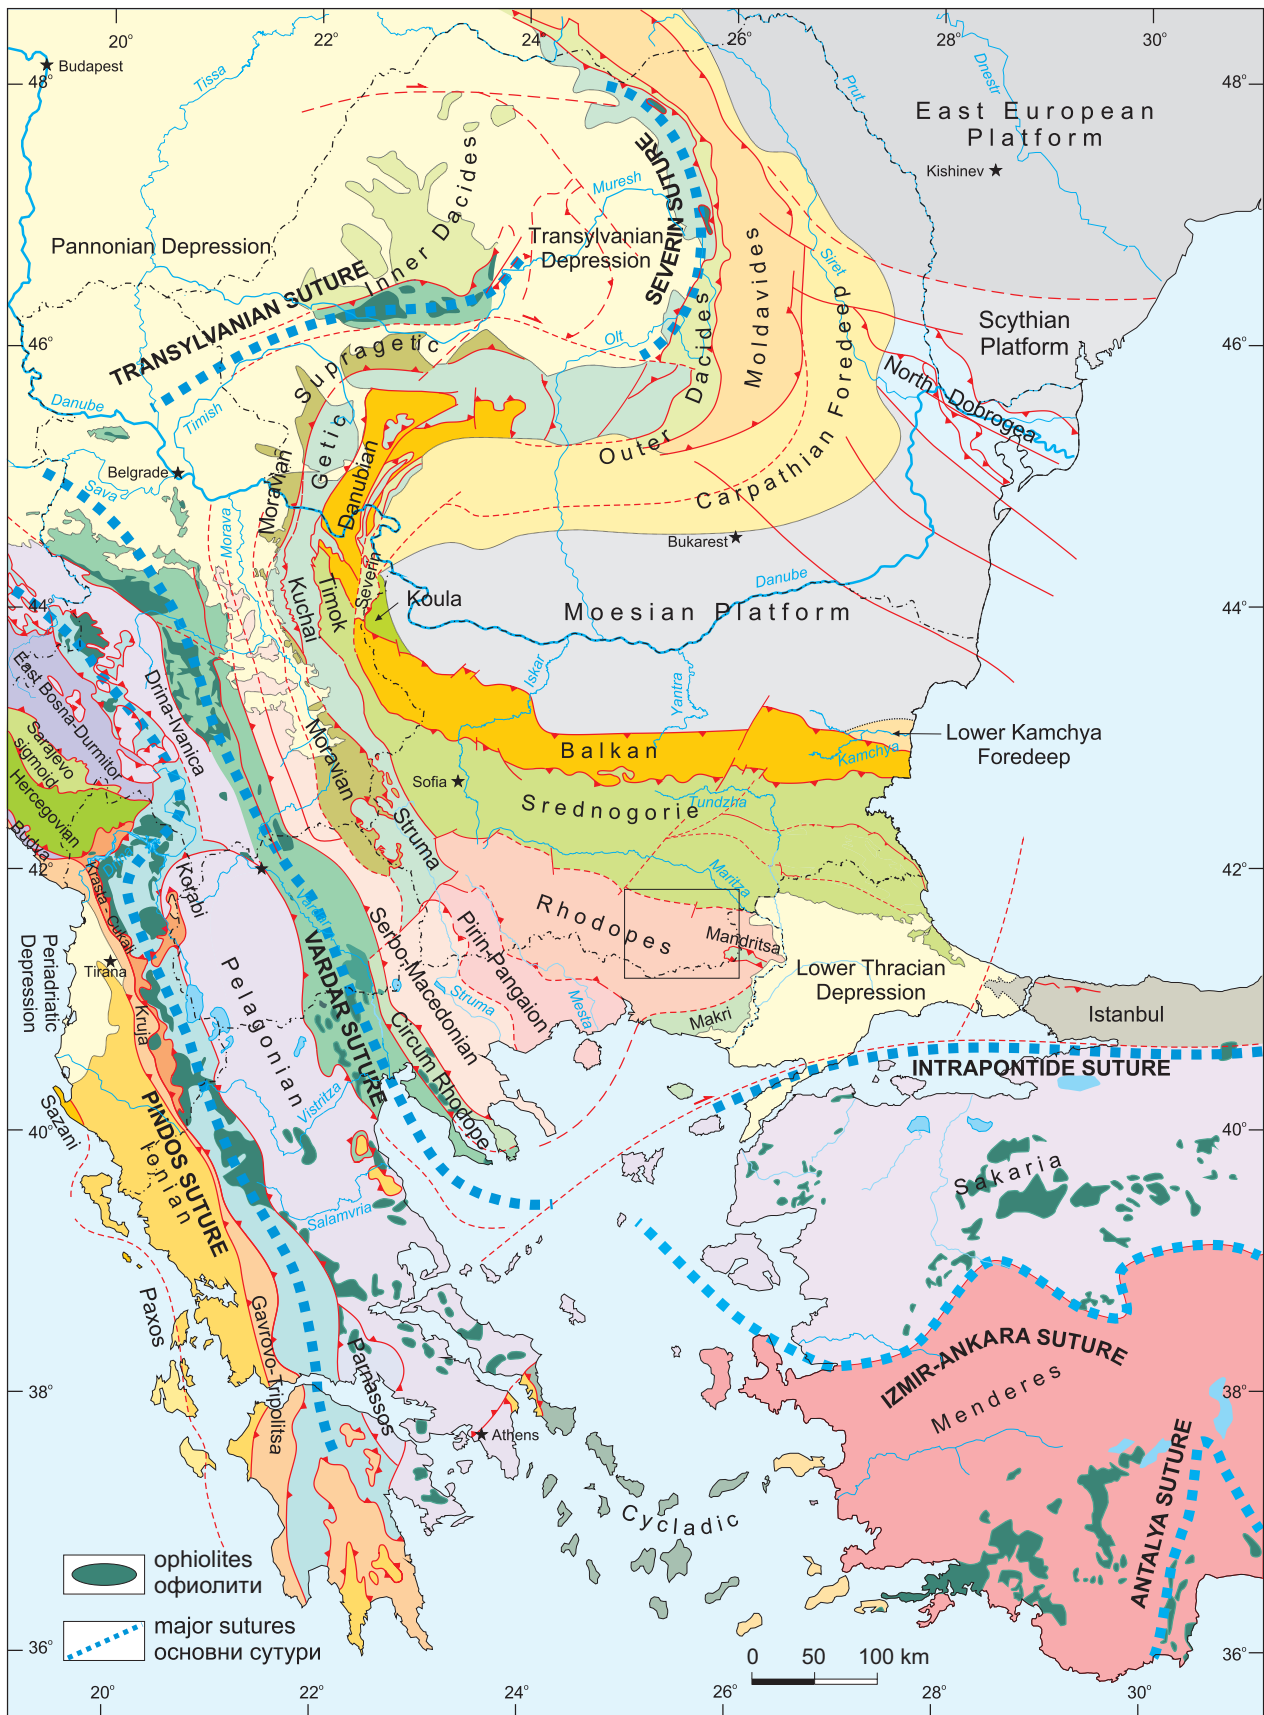 20°
22°
24°
26°
28°
30°
Budapest
48°
48°
Tissa
Prut
Dnestr
East European
Platform
Kishinev
Muresh
SEVERIN SUTURE
Pannonian Depression
Inner Dacides
Transylvanian
Depression
TRANSYLVANIAN SUTURE
Siret
Moldavides
Scythian
Platform
46°
46°
Olt
Supragetic
Dacides
Outer
Carpathian Foredeed
North Dobrogea
Danube
Timish
Getic
Danubian
Moravian
Belgrade
Sava
Morava
Bukarest
Danube
Severin
Koula
Moesian Platform
44°
44°
Kuchai
Timok
Iskar
Yantra
East Bosna-Durmitor
Drina-Ivanica
Sarajevo
sigmoid
Hercegovian
Budva
Moravian
Balkan
Kamchya
Lower Kamchya
Foredeep
Sofia
Srednogorie
Tundzha
Struma
Maritza
42°
42°
Krasta - Cukali
Korabi
Vardar
Rhodopes
Mandritsa
Periadriatic
Depression
Tirana
Kruja
Pelagonian
VARDAR SUTURE
Serbo-Macedonian
Pirin-Pangaion
Struma
Mesta
Makri
Lower Thracian
Depression
Istanbul
Circum Rhodope
INTRAPONTIDE SUTURE
Vistritza
Sazani
PINDOS SUTURE
Ionian
40°
40°
Sakaria
Salamvria
Paxos
Gavrovo-Tripolitsa
Parnassos
IZMIR-ANKARA SUTURE
Menderes
38°
38°
Athens
Cycladic
ANTALYA SUTURE
ophiolites
офиолити
major sutures
основни сутури
36°
36°
0 50 100 km
20°
22°
24°
26°
28°
30°